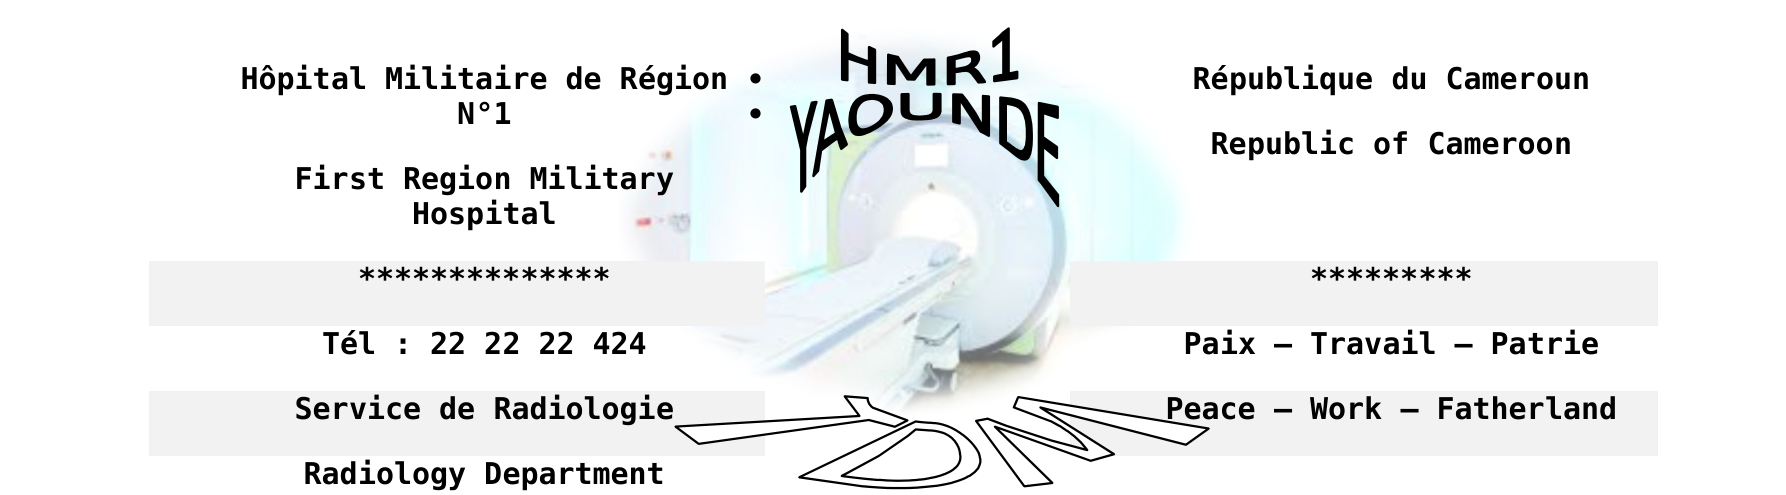 Hôpital Militaire de Région
N°1
First Region Military
Hospital
**************
Tél : 22 22 22 424
Service de Radiologie
Radiology Department
•
•
HMR1
YAOUNDE
République du Cameroun
Republic of Cameroon
*********
Paix – Travail – Patrie
Peace – Work – Fatherland